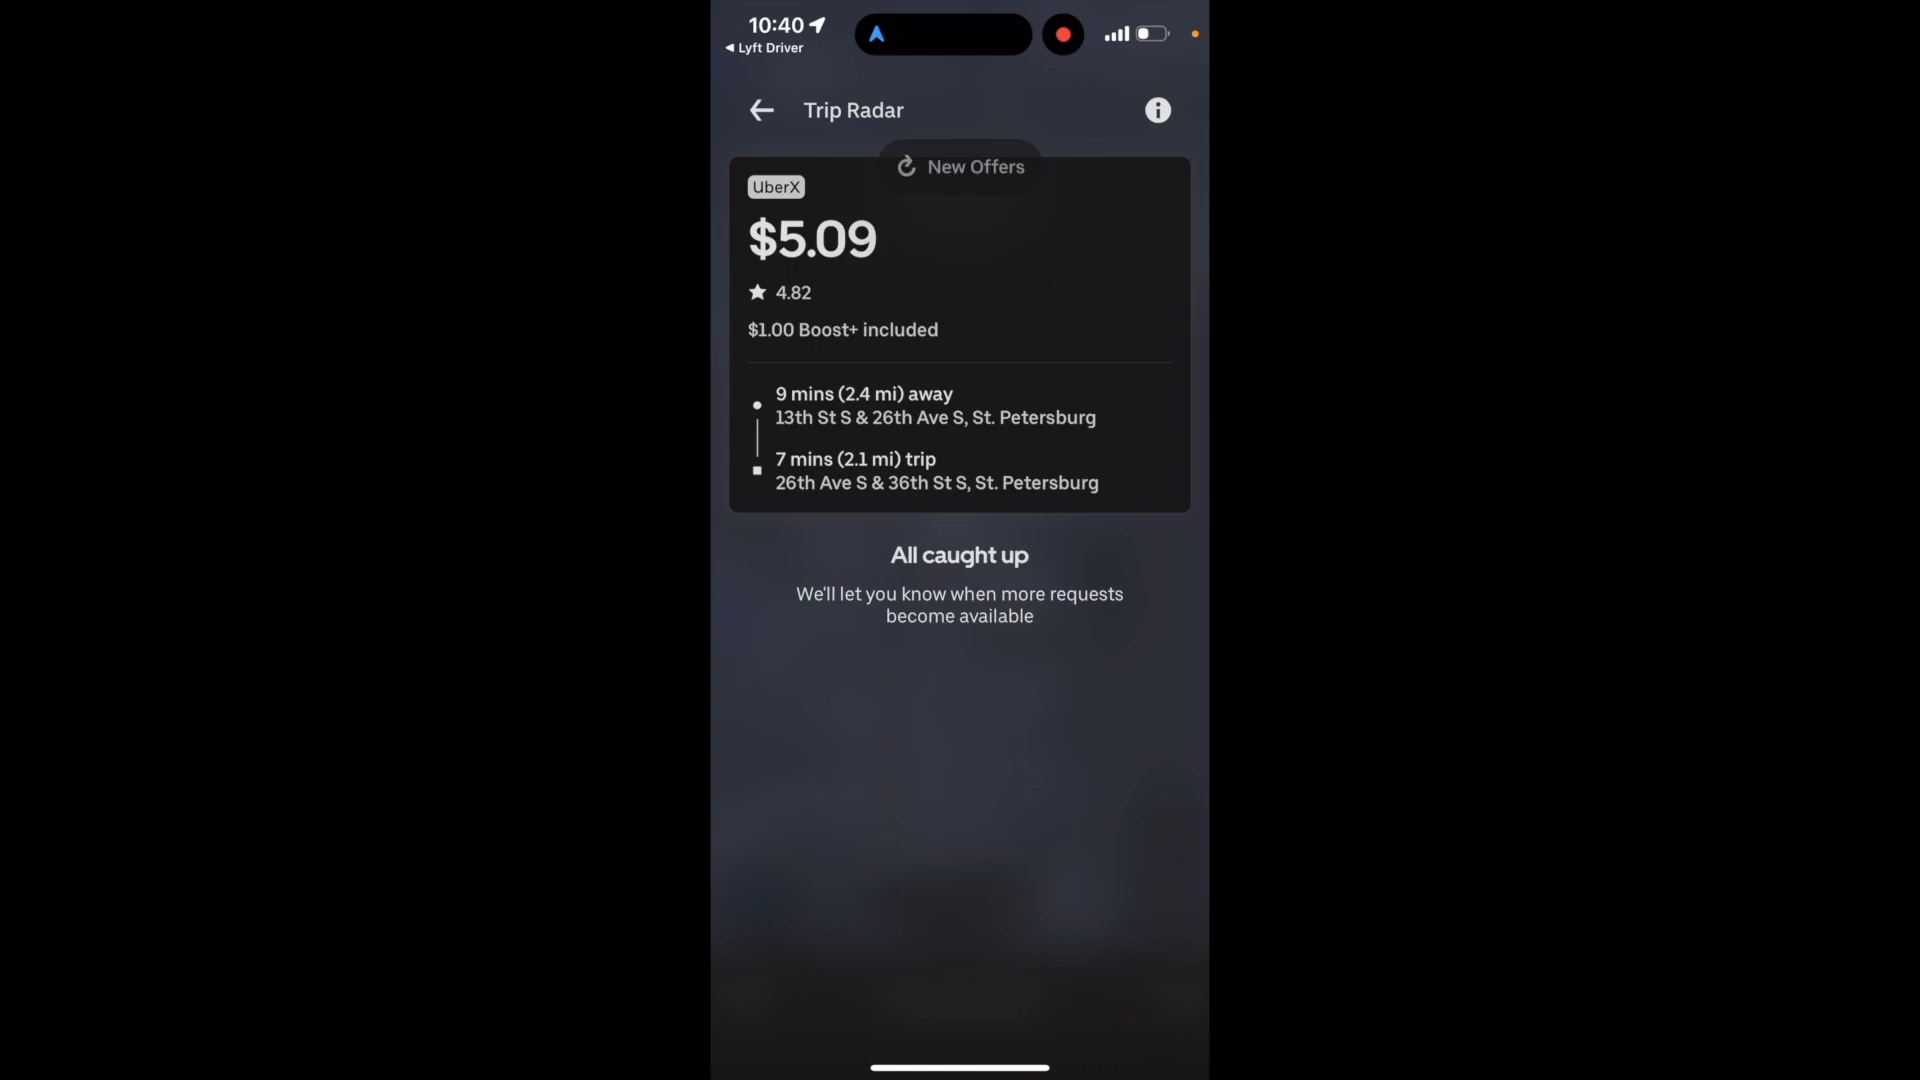 10:40
◀ Lyft Driver
Trip Radar
New Offers
UberX
$5.09
4.82
$1.00 Boost+ included
9 mins (2.4 mi) away
13th St S & 26th Ave S, St. Petersburg
7 mins (2.1 mi) trip
26th Ave S & 36th St S, St. Petersburg
All caught up
We'll let you know when more requests
become available